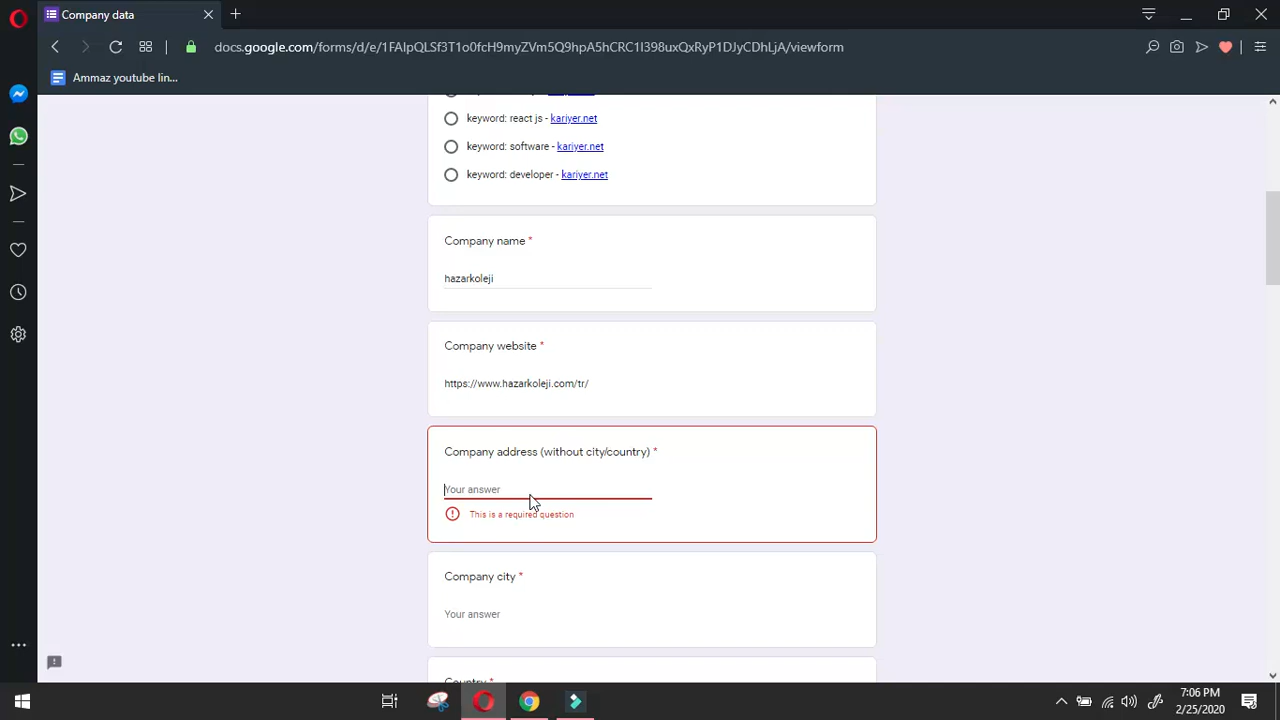 Company data
docs.google.com/forms/d/e/1FAIpQLSf3T1o0fcH9myZVm5Q9hpA5hCRC1I398uxQxRyP1DJyCDhLjA/viewform
Ammaz youtube lin...
keyword: react js - kariyer.net
keyword: software - kariyer.net
keyword: developer - kariyer.net
Company name *
hazarkoleji
Company website *
https://www.hazarkoleji.com/tr/
Company address (without city/country) *
Your answer
This is a required question
Company city *
Your answer
Country *
7:06 PM
2/25/2020